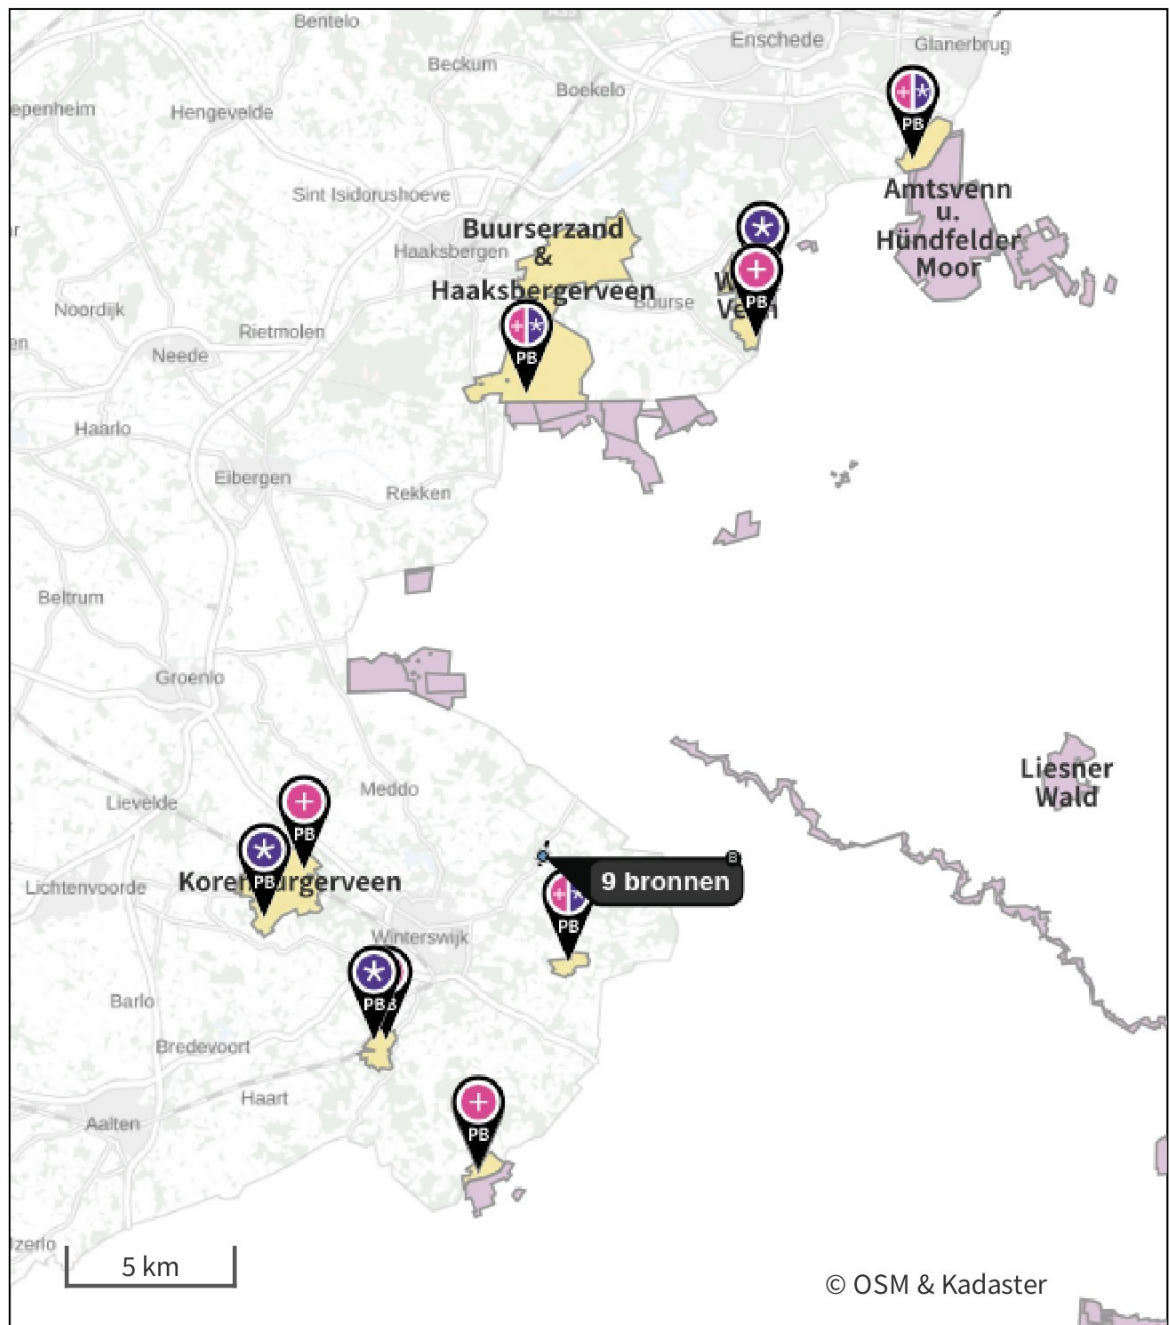 Bentelo
Enschede
Glanerbrug
Beckum
Boekelo
epenheim
Hengevelde
PB
Sint Isidorushoeve
Amtsvenn
u.
Hündfelder
Moor
Buurserzand
&
Haaksbergerveen
Haaksbergen
Buurse
PB
Noordijk
Rietmolen
en
Neede
PB
Haarlo
Eibergen
Rekken
Beltrum
Groenlo
Meddo
Lievelde
PB
Liesner
Wald
PB
Lichtenvoorde
9 bronnen
B
PB
Winterswijk
PB
Barlo
Bredevoort
Haart
Aalten
PB
lzerlo
5 km
© OSM & Kadaster